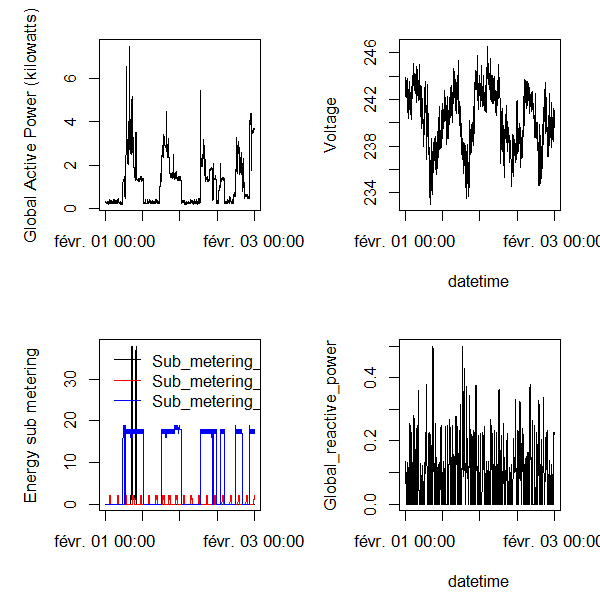 Global Active Power (kilowatts)
0 2 4 6
févr. 01 00:00 févr. 03 00:00
Voltage
234 238 242 246
févr. 01 00:00 févr. 03 00:00
datetime
Energy sub metering
0 10 20 30
Sub_metering_
Sub_metering_
Sub_metering_
févr. 01 00:00 févr. 03 00:00
Global_reactive_power
0.0 0.2 0.4
févr. 01 00:00 févr. 03 00:00
datetime